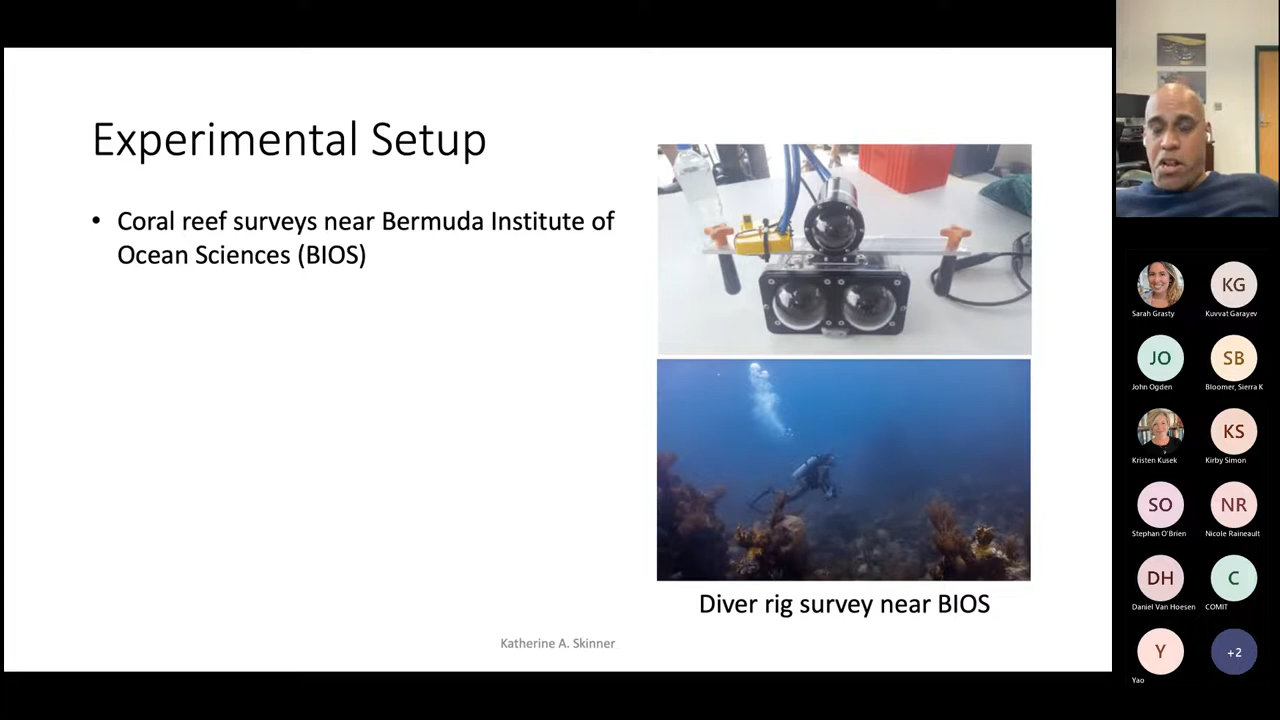 Experimental Setup
• Coral reef surveys near Bermuda Institute of
Ocean Sciences (BIOS)
Diver rig survey near BIOS
Katherine A. Skinner
Sarah Grasty
KG
Kuvvat Garayev
JO
John Ogden
SB
Bloomer, Sierra K
Kristen Kusek
KS
Kirby Simon
SO
Stephan O'Brien
NR
Nicole Raineault
DH
Daniel Van Hoesen
C
COMIT
Y
Yao
+2